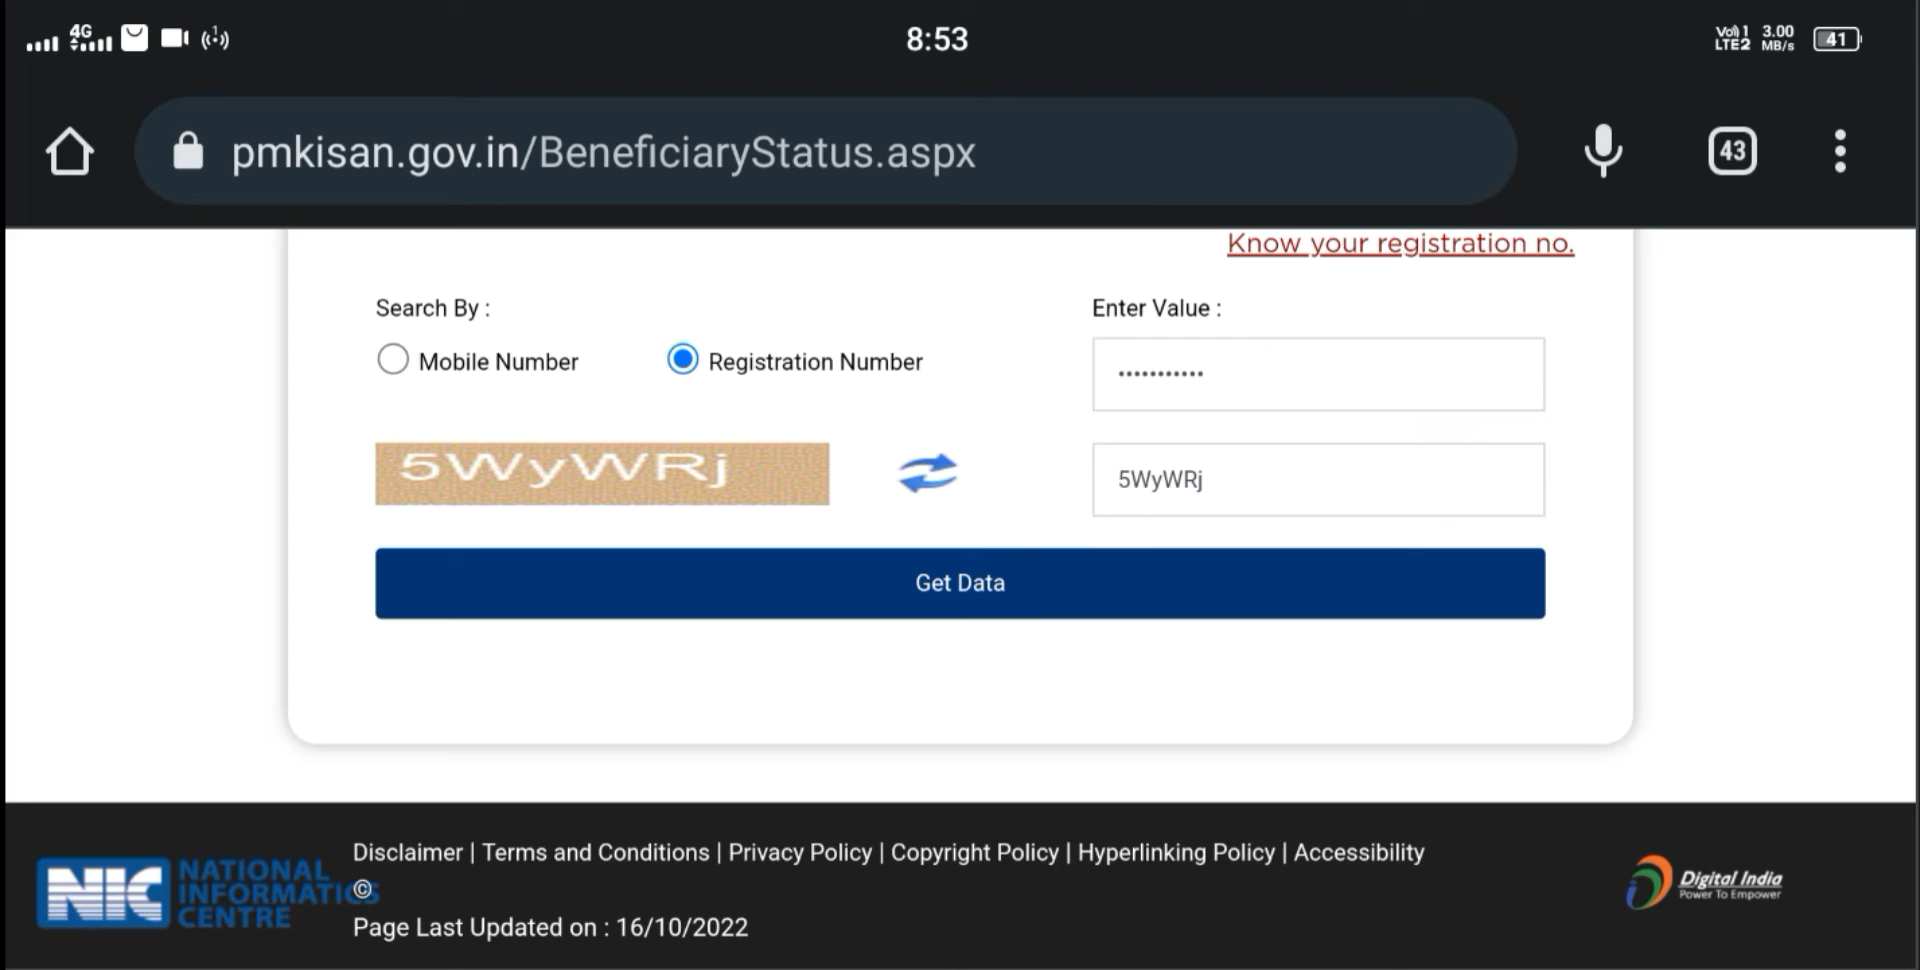 4G
8:53
Vo)) 1 3.00
LTE2 MB/s
41
pmkisan.gov.in/BeneficiaryStatus.aspx
43
Know your registration no.
Search By :
Enter Value :
Mobile Number
Registration Number
•••••••••••
5WyWRj
5WyWRj
Get Data
Disclaimer | Terms and Conditions | Privacy Policy | Copyright Policy | Hyperlinking Policy | Accessibility
©
Page Last Updated on : 16/10/2022
NIC
NATIONAL
INFORMATICS
CENTRE
Digital India
Power To Empower